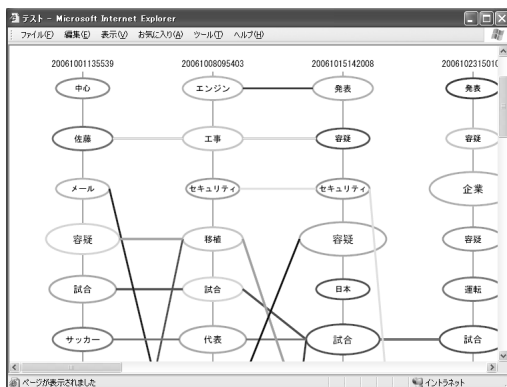 テスト - Microsoft Internet Explorer
ファイル(F) 編集(E) 表示(V) お気に入り(A) ツール(T) ヘルプ(H)
20061001135539 20061008095403 20061015142008 2006102315010
中心 エンジン 発表 発表
佐藤 工事 容疑 容疑
メール セキュリティ セキュリティ 企業
容疑 移植 容疑 容疑
試合 試合 日本 運転
サッカー 代表 試合 試合
ページが表示されました イントラネット